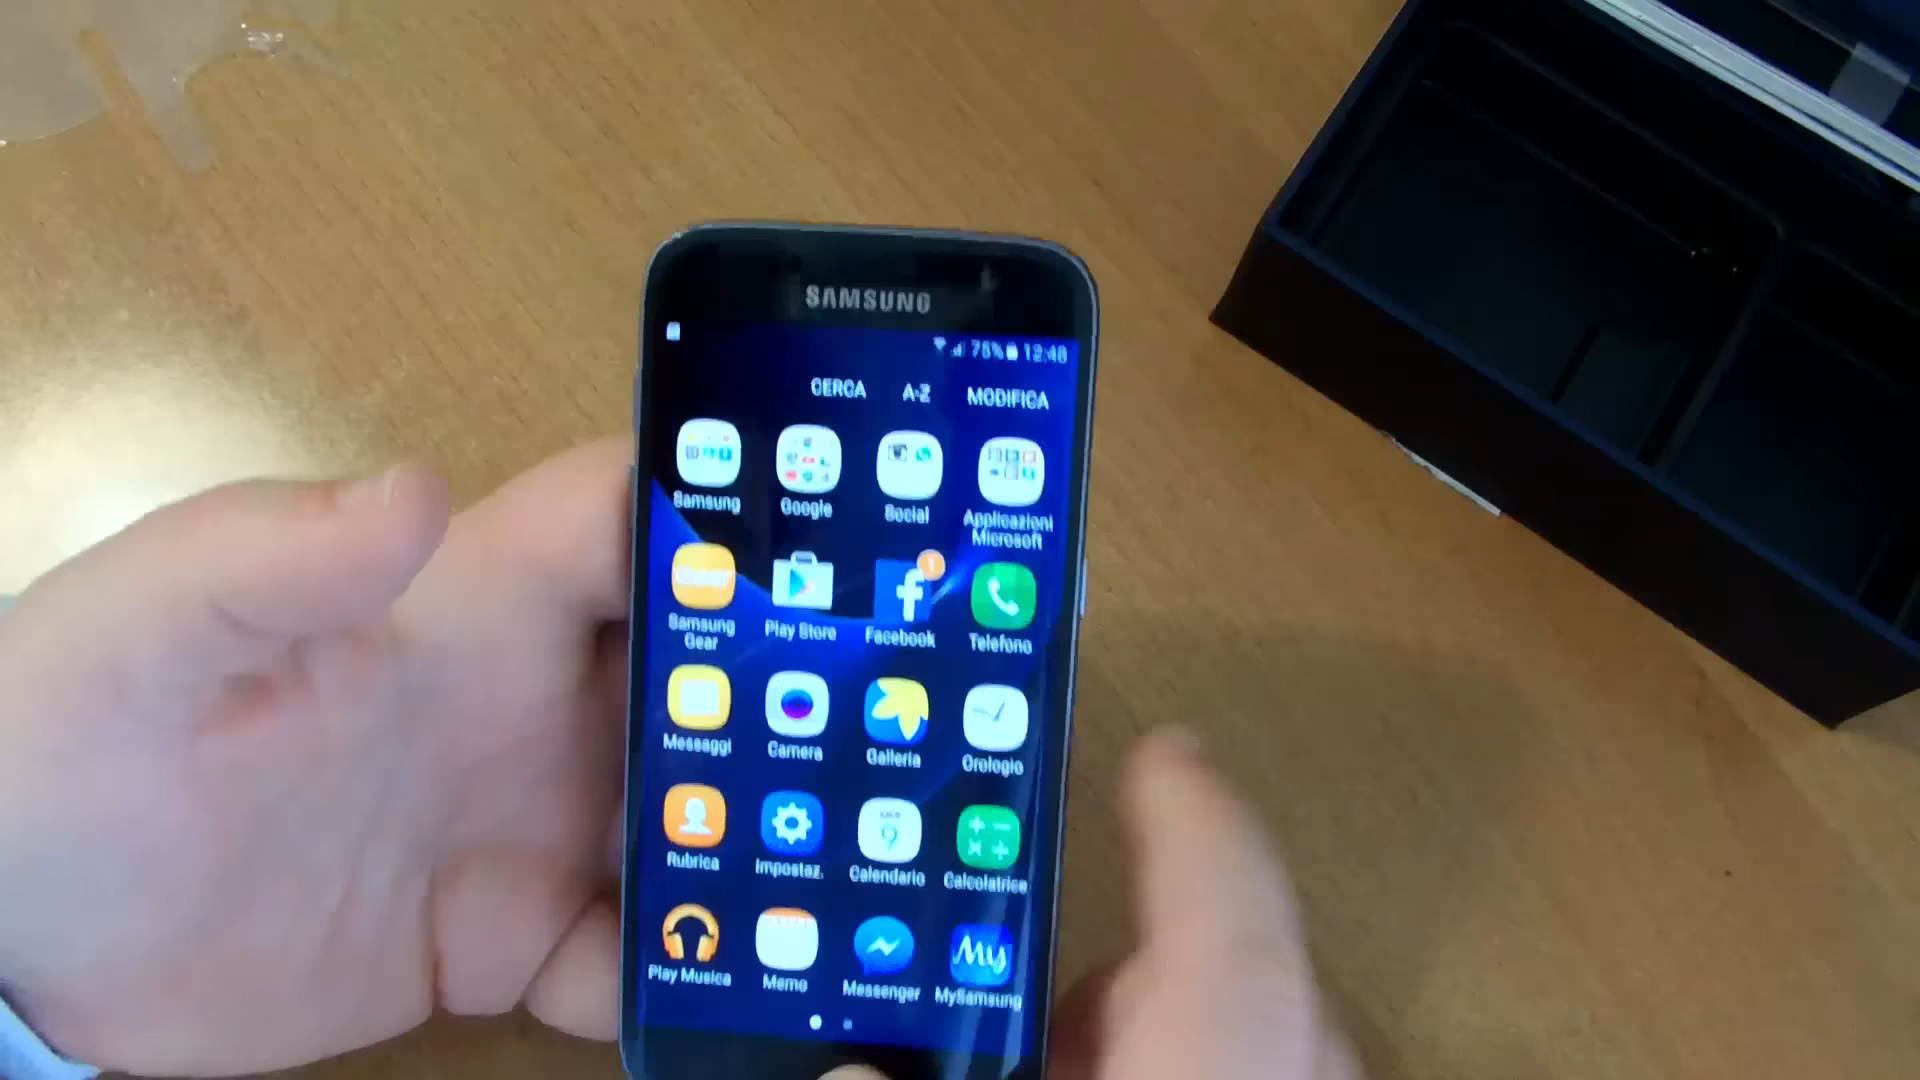 SAMSUNG
75% 12:48
CERCA A-Z MODIFICA
Samsung Google Social Applicazioni
Microsoft
Samsung
Gear
Play Store Facebook Telefono
Messaggi Camera Galleria Orologio
Rubrica Impostaz. Calendario Calcolatrice
My
Play Musica Memo Messenger MySamsung